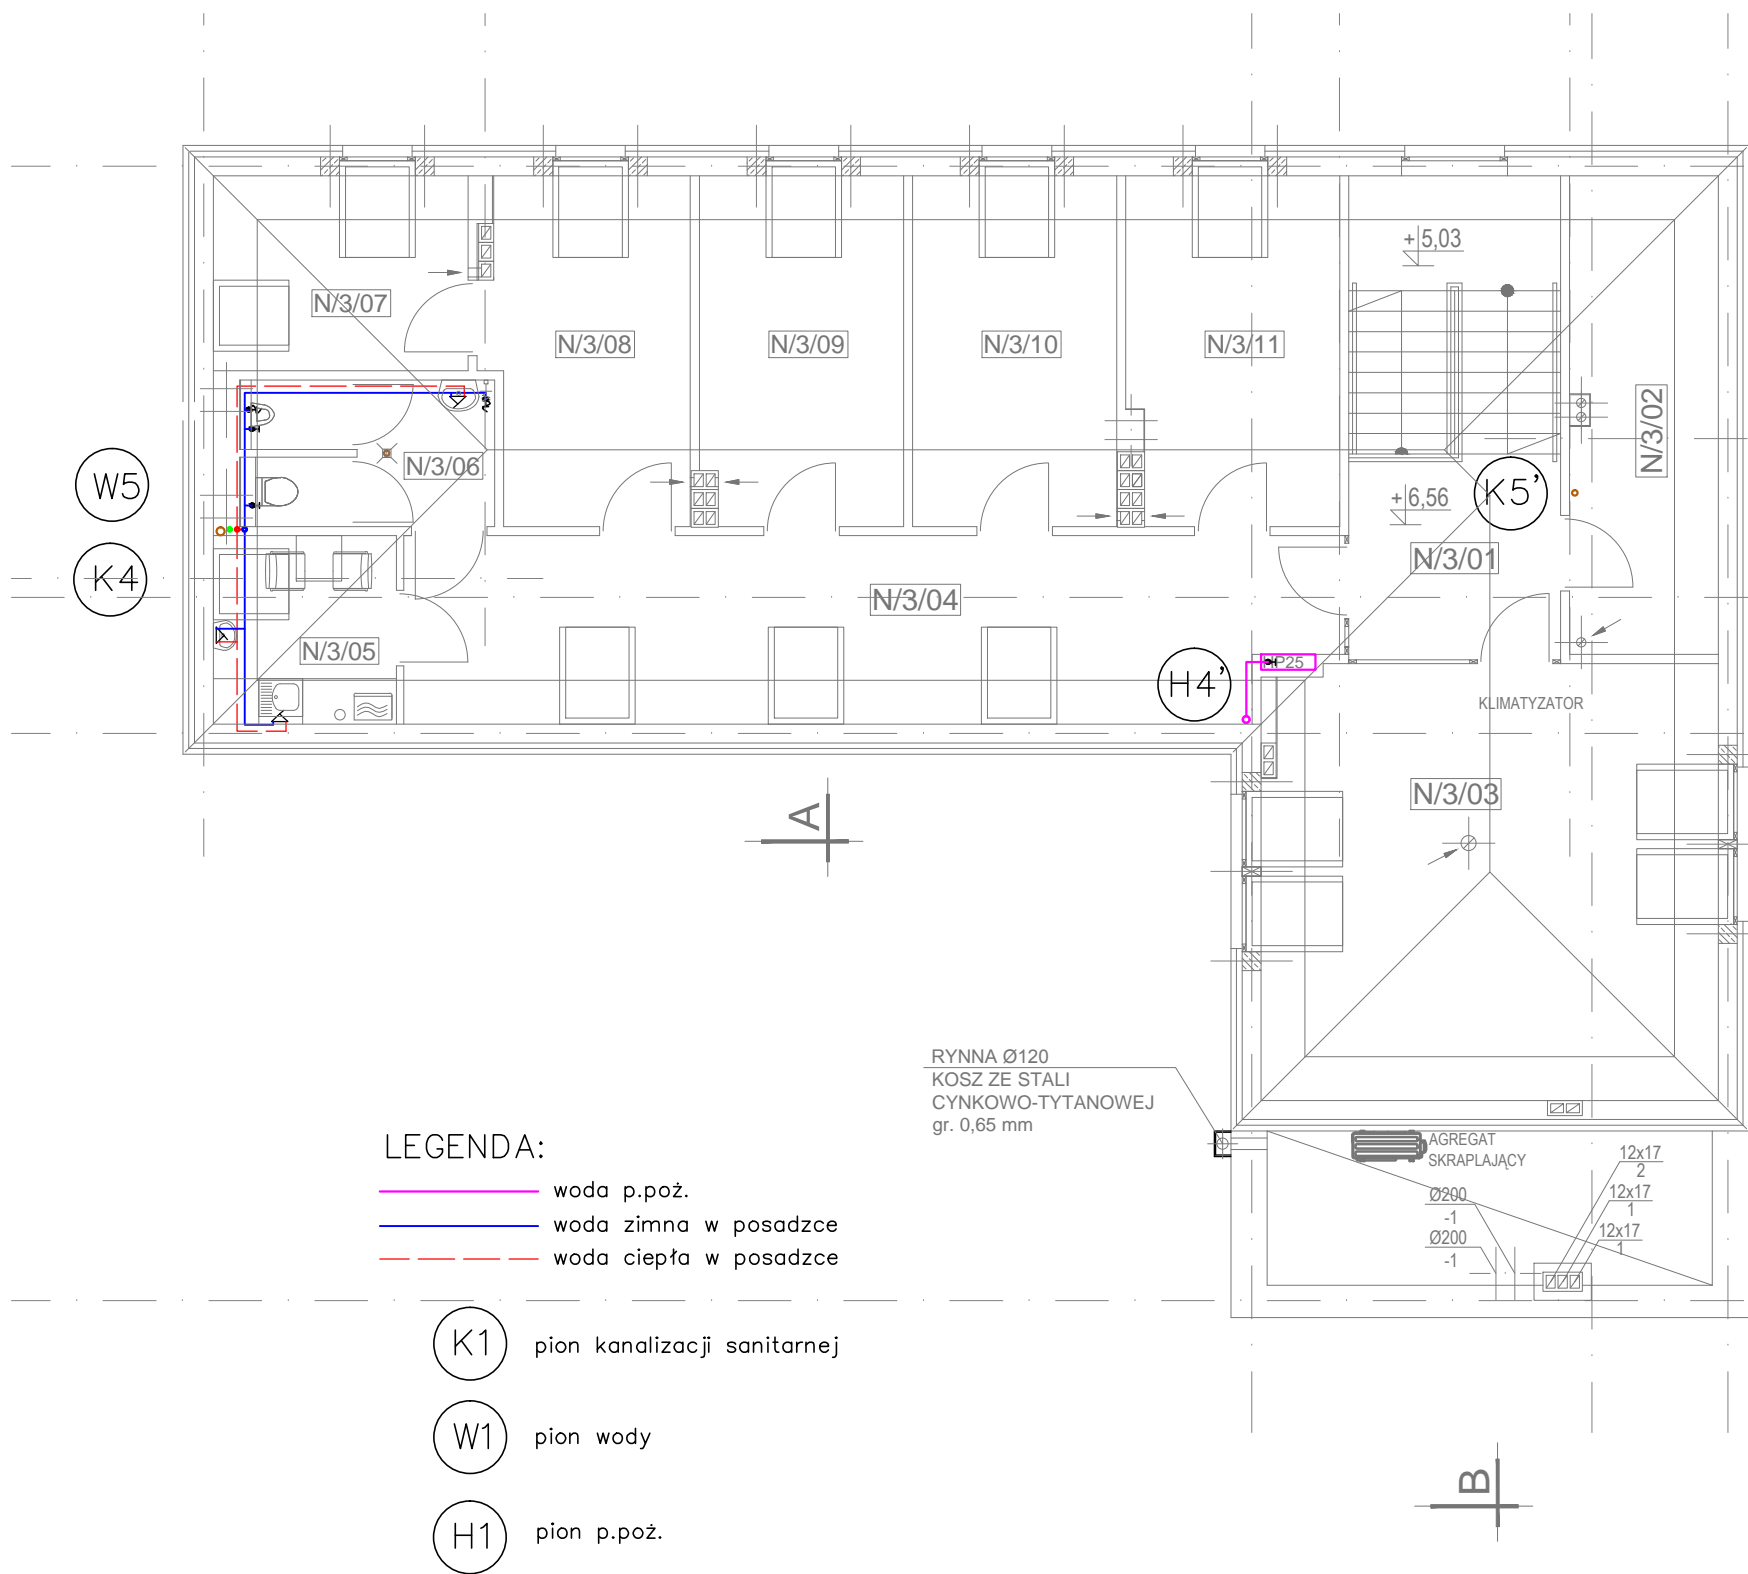 +5,03
N/3/07
N/3/08
N/3/09
N/3/10
N/3/11
N/3/02
N/3/06
W5
K5'
+6,56
N/3/01
K4
N/3/04
N/3/05
H4'
HP25
KLIMATYZATOR
N/3/03
A
RYNNA Ø120
KOSZ ZE STALI
CYNKOWO-TYTANOWEJ
gr. 0,65 mm
LEGENDA:
woda p.poż.
woda zimna w posadzce
woda ciepła w posadzce
AGREGAT
SKRAPLAJĄCY
12x17
2
Ø200
-1
12x17
1
Ø200
-1
12x17
1
K1
pion kanalizacji sanitarnej
W1
pion wody
H1
pion p.poż.
B